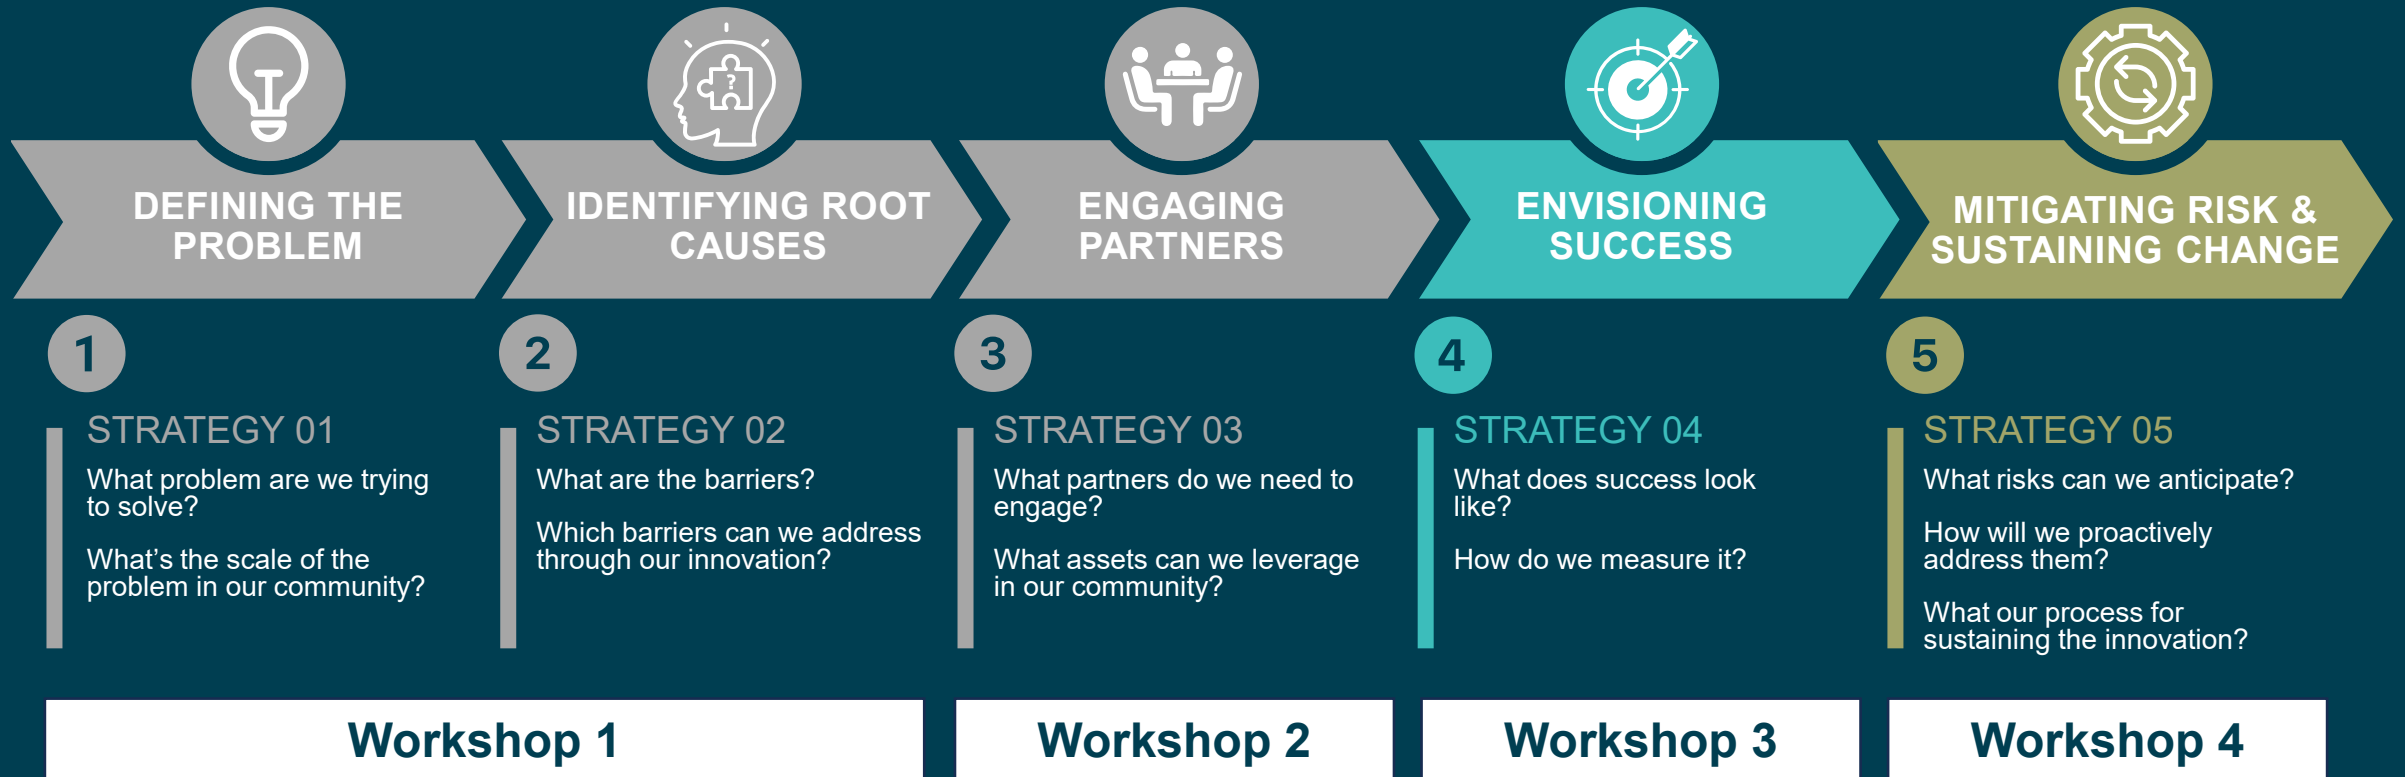 DEFINING THE
PROBLEM
IDENTIFYING ROOT
CAUSES
?
ENGAGING
PARTNERS
ENVISIONING
SUCCESS
MITIGATING RISK &
SUSTAINING CHANGE
1
STRATEGY 01
What problem are we trying
to solve?
What’s the scale of the
problem in our community?
2
STRATEGY 02
What are the barriers?
Which barriers can we address
through our innovation?
3
STRATEGY 03
What partners do we need to
engage?
What assets can we leverage
in our community?
4
STRATEGY 04
What does success look
like?
How do we measure it?
5
STRATEGY 05
What risks can we anticipate?
How will we proactively
address them?
What our process for
sustaining the innovation?
Workshop 1
Workshop 2
Workshop 3
Workshop 4